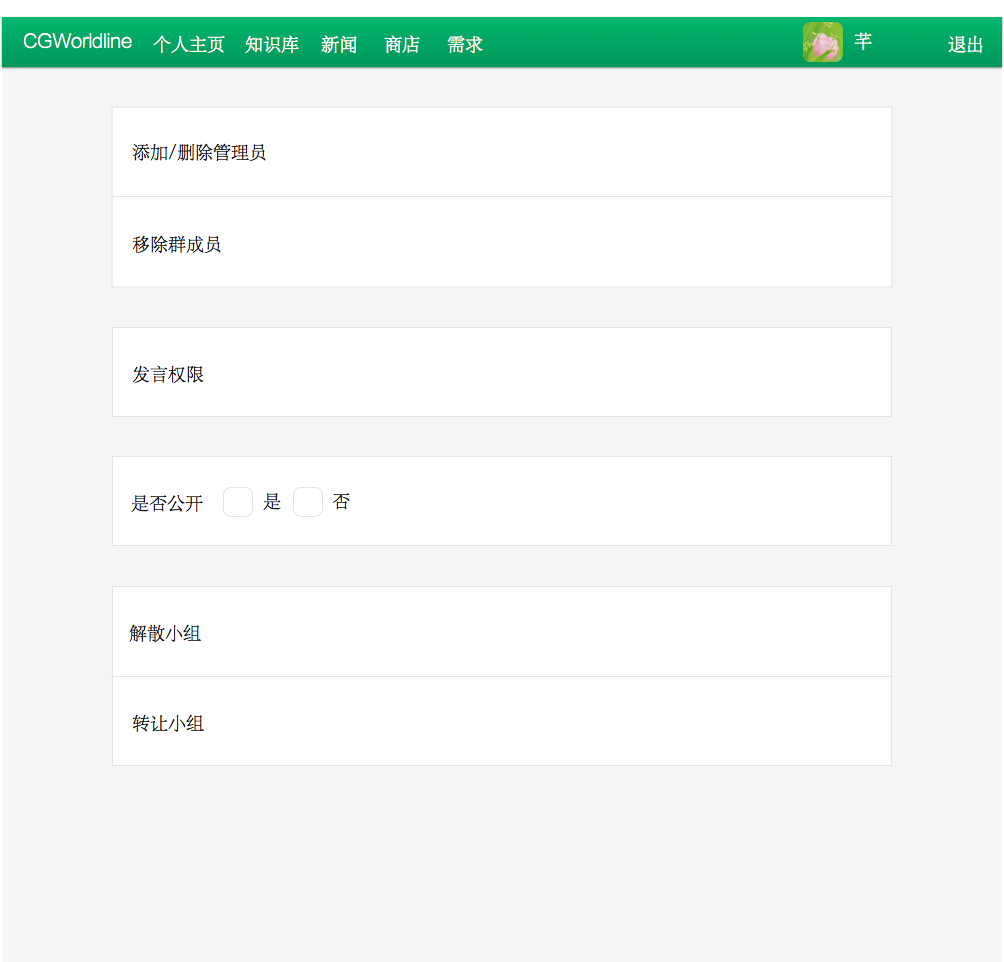 CGWorldline 个人主页 知识库 新闻 商店 需求 芊 退出
添加/删除管理员
移除群成员
发言权限
是否公开 是 否
解散小组
转让小组